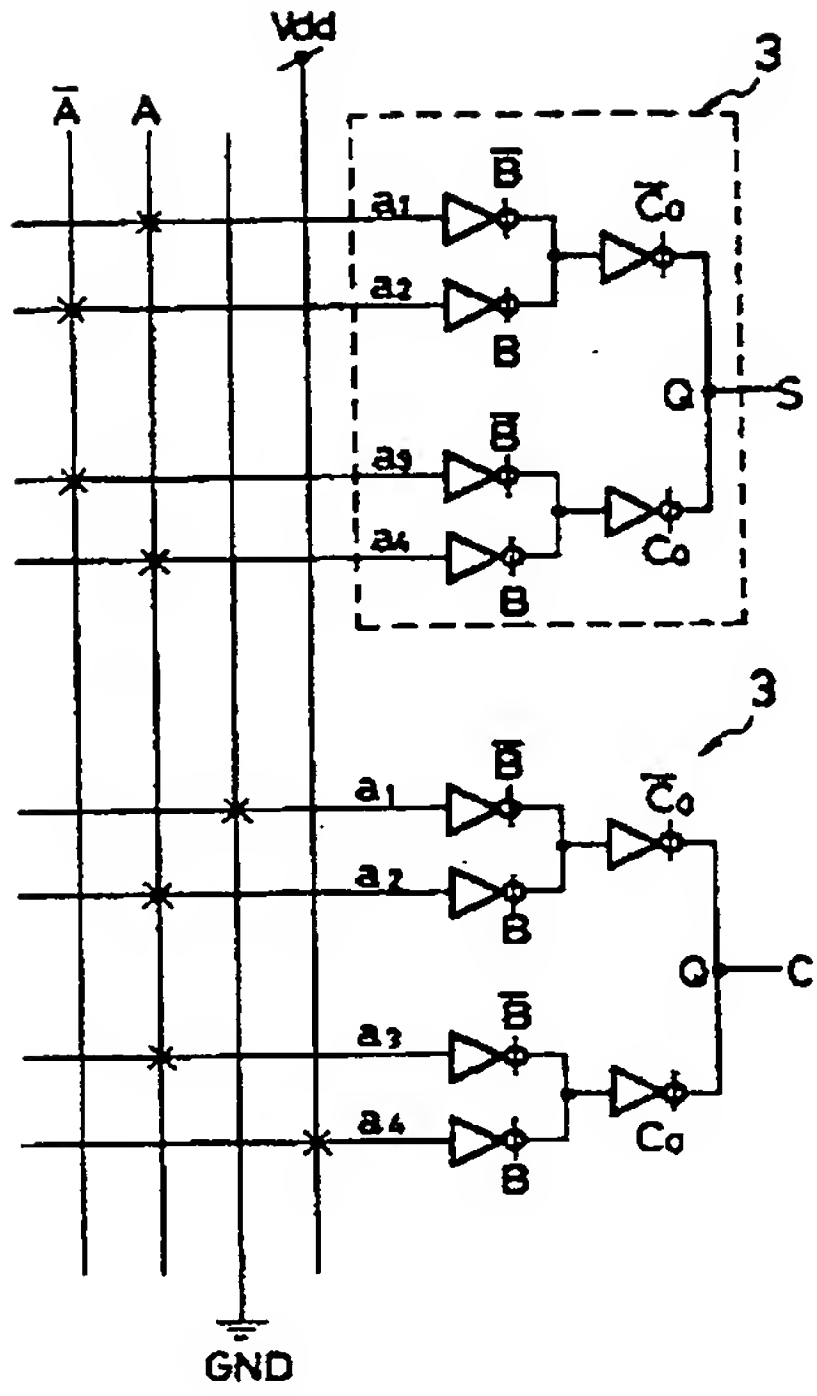 Vdd
3
A̅ A
a1 B̅ C̅o
a2 B
Q S
a3 B̅
a4 B Co
3
a1 B̅ C̅o
a2 B
Q C
a3 B̅
a4 B Co
GND